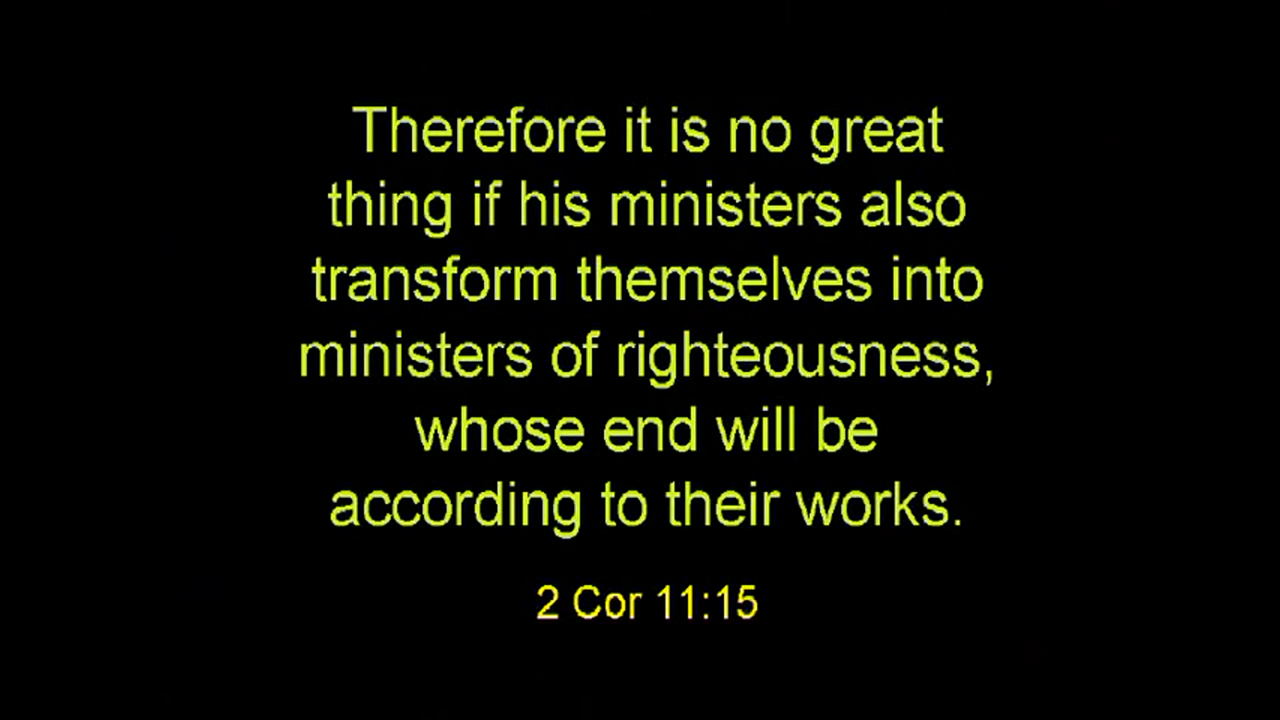 Therefore it is no great
thing if his ministers also
transform themselves into
ministers of righteousness,
whose end will be
according to their works.
2 Cor 11:15